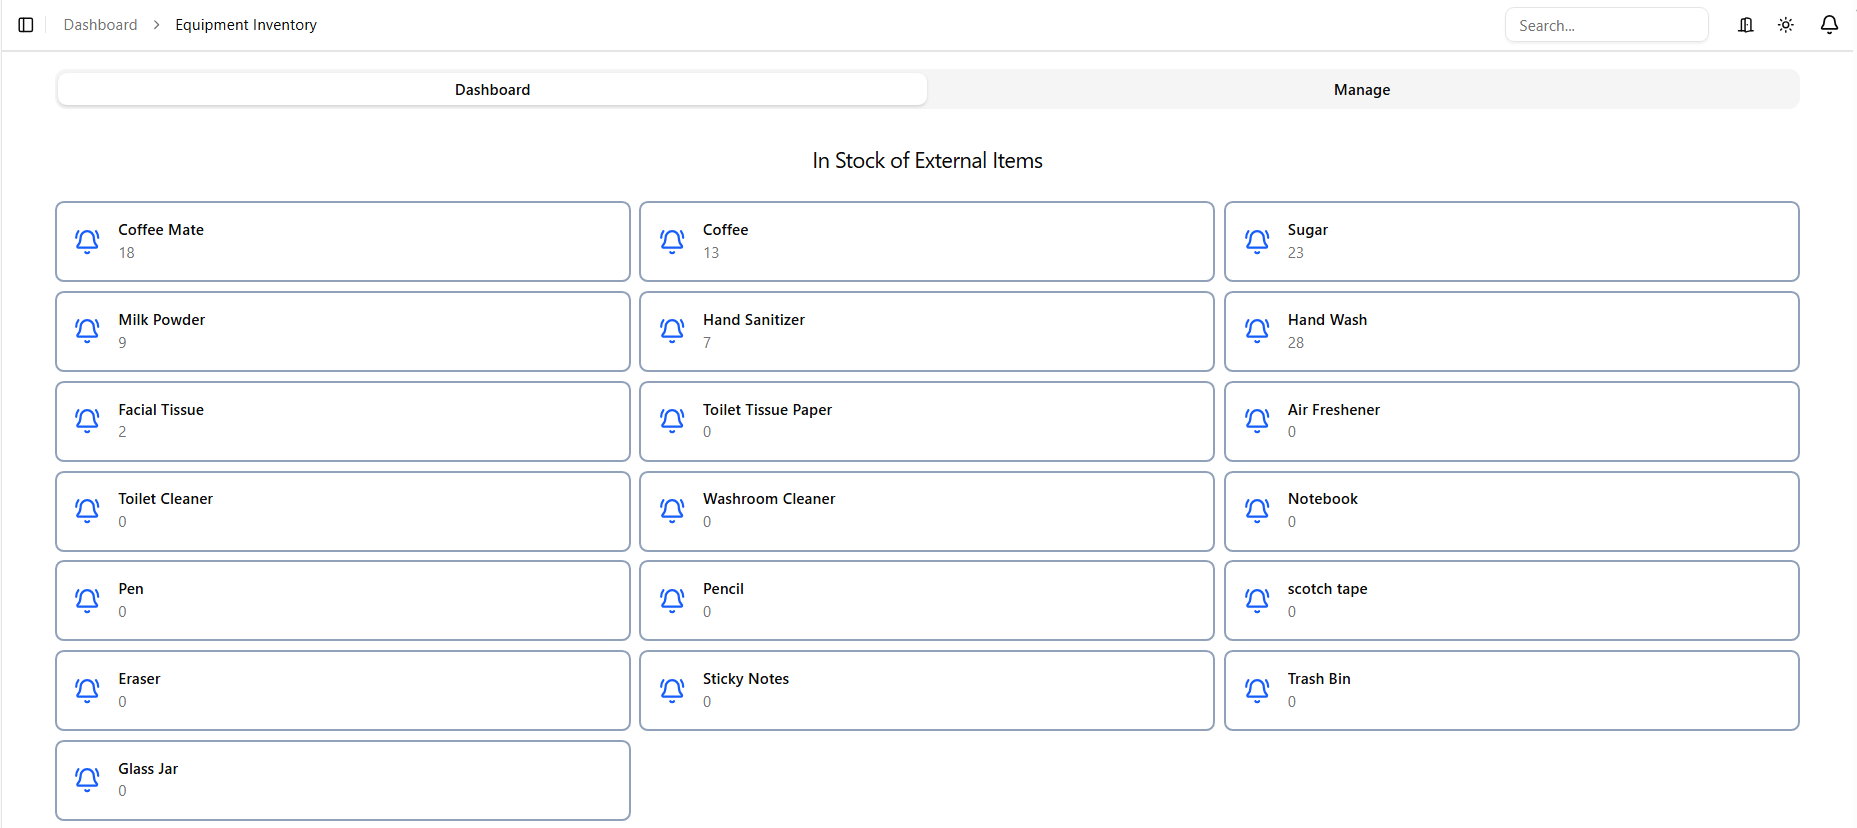 Dashboard > Equipment Inventory
Search...
Dashboard
Manage
In Stock of External Items
Coffee Mate
18
Coffee
13
Sugar
23
Milk Powder
9
Hand Sanitizer
7
Hand Wash
28
Facial Tissue
2
Toilet Tissue Paper
0
Air Freshener
0
Toilet Cleaner
0
Washroom Cleaner
0
Notebook
0
Pen
0
Pencil
0
scotch tape
0
Eraser
0
Sticky Notes
0
Trash Bin
0
Glass Jar
0